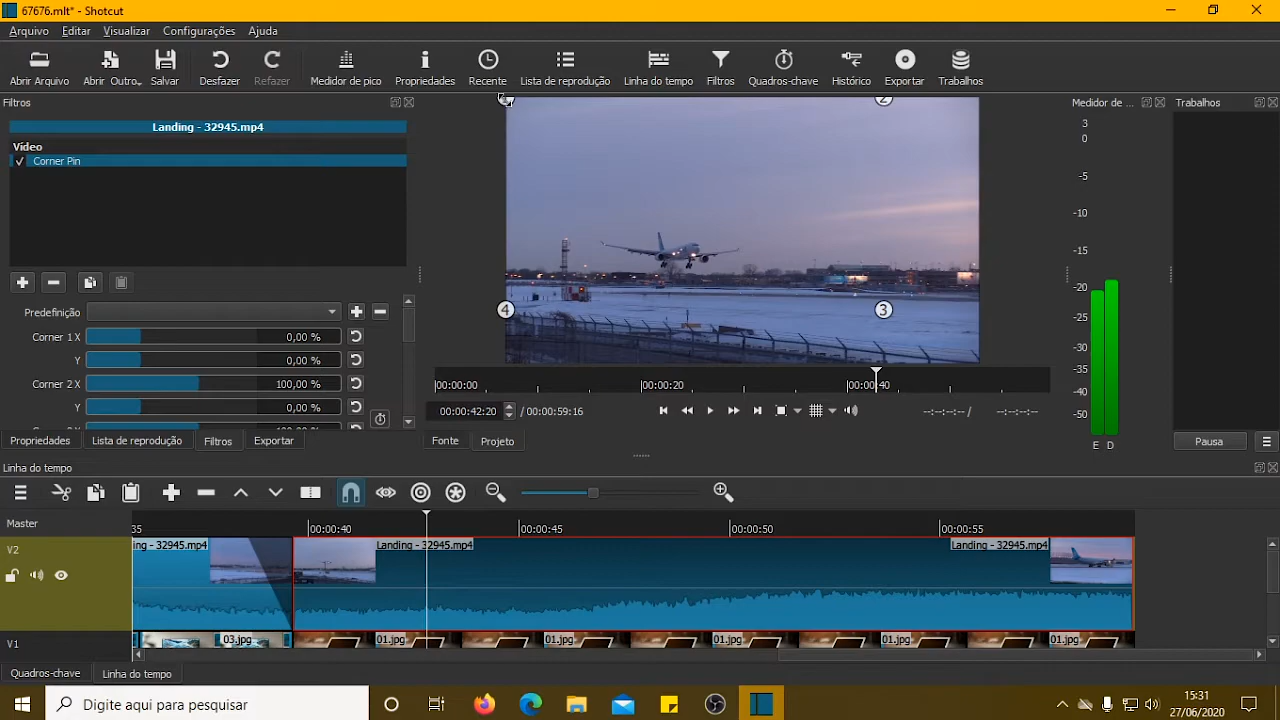 67676.mlt* - Shotcut
Arquivo Editar Visualizar Configurações Ajuda
Abrir Arquivo Abrir Outro... Salvar Desfazer Refazer Medidor de pico Propriedades Recente Lista de reprodução Linha do tempo Filtros Quadros-chave Histórico Exportar Trabalhos
Filtros
Landing - 32945.mp4
Vídeo
Corner Pin
Predefinição
Corner 1 X 0,00 %
Y 0,00 %
Corner 2 X 100,00 %
Y 0,00 %
Propriedades Lista de reprodução Filtros Exportar
2
4
3
00:00:00 00:00:20 00:00:40
00:00:42:20 / 00:00:59:16 --:--:--:-- / --:--:--:--
Fonte Projeto
Medidor de ...
3
0
-5
-10
-15
-20
-25
-30
-35
-40
-50
E D
Trabalhos
Pausa
Linha do tempo
Master
35 00:00:40 00:00:45 00:00:50 00:00:55
V2
ing - 32945.mp4 Landing - 32945.mp4 Landing - 32945.mp4
V1
03.jpg 01.jpg 01.jpg 01.jpg 01.jpg 01.jpg
Quadros-chave Linha do tempo
Digite aqui para pesquisar
15:31
27/06/2020